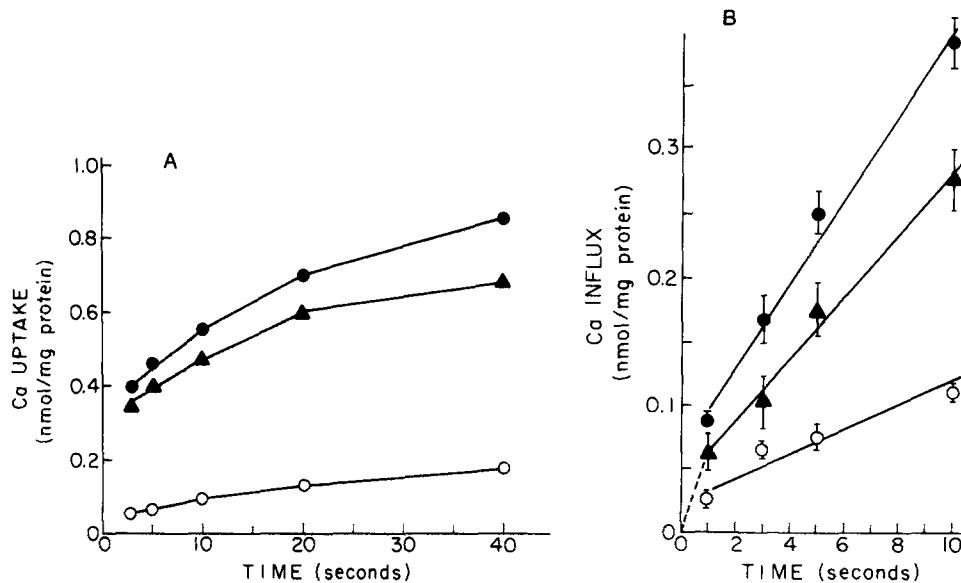 A
1.0
0.8
0.6
0.4
0.2
0
Ca UPTAKE
(nmol/mg protein)
0 10 20 30 40
TIME (seconds)
B
0.3
0.2
0.1
0
Ca INFLUX
(nmol/mg protein)
0 2 4 6 8 10
TIME (seconds)